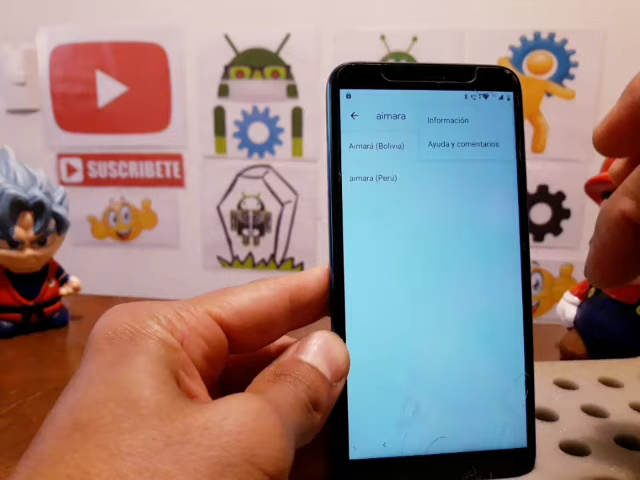 SUSCRIBETE
aimara
Información
Ayuda y comentarios
Aimara (Bolivia)
aimara (Perú)